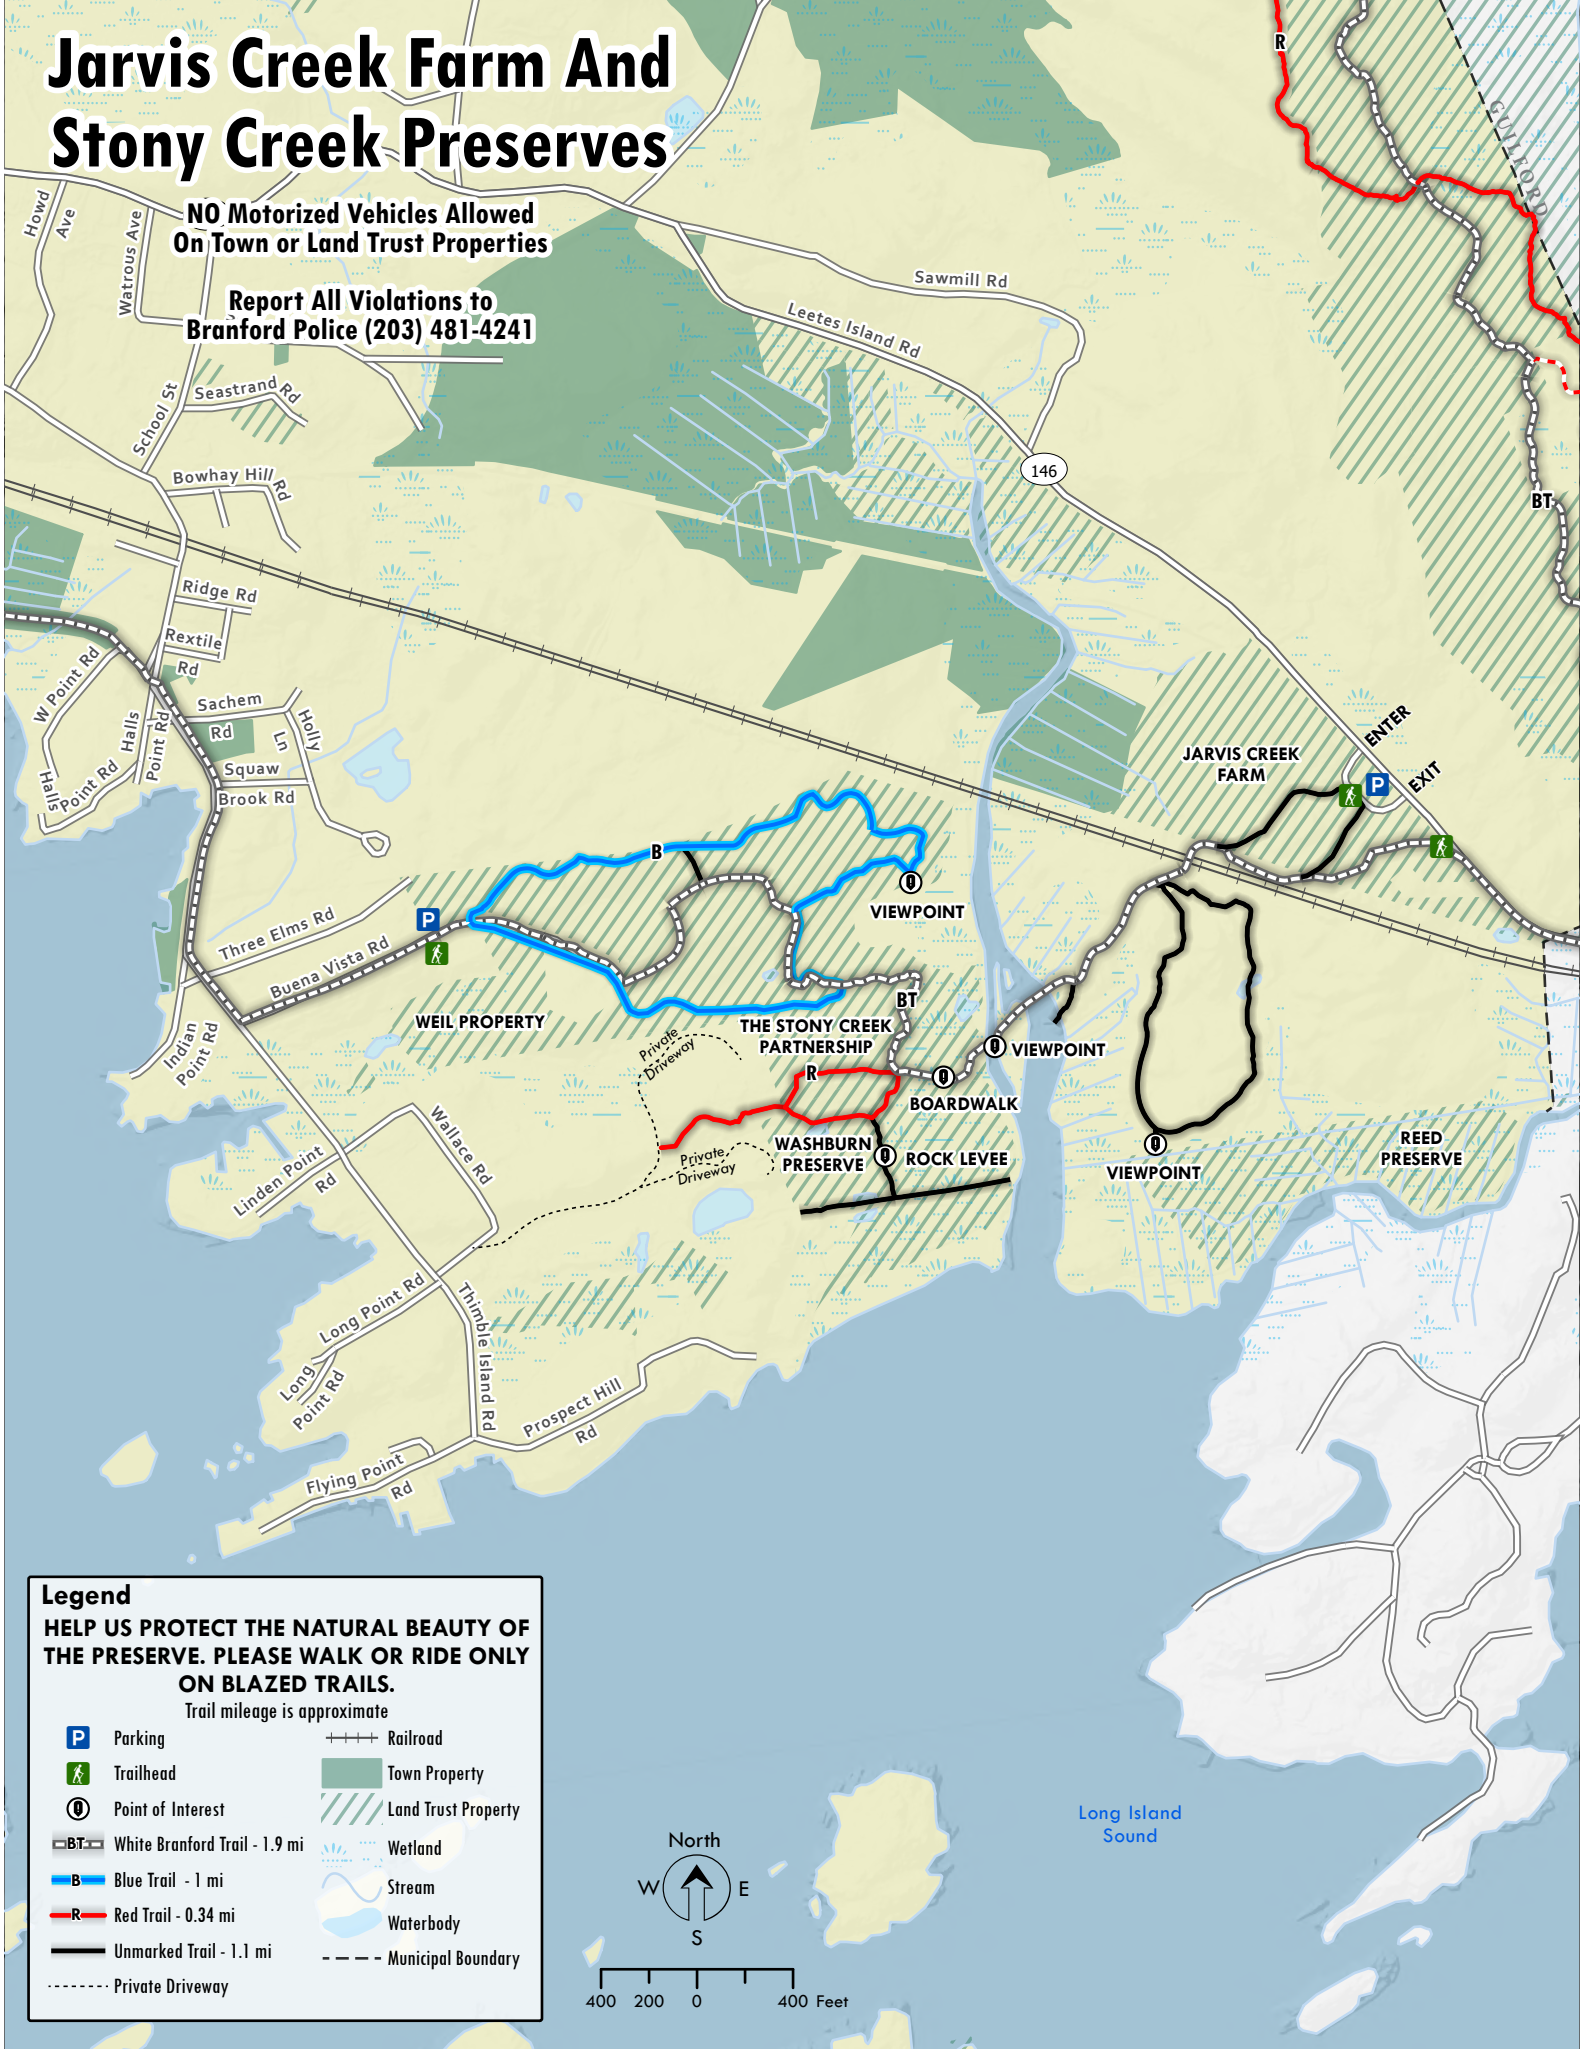 Jarvis Creek Farm And
Stony Creek Preserves
NO Motorized Vehicles Allowed
On Town or Land Trust Properties
Report All Violations to
Branford Police (203) 481-4241
R
GUILFORD
Howd
Ave
Watrous Ave
Sawmill Rd
Leetes Island Rd
Seastrand Rd
School St
Bowhay Hill
Rd
146
BT
Ridge Rd
Rextile
Rd
W Point Rd
Sachem
Rd
Holly
Ln
Halls
Point Rd
Squaw
Brook Rd
Halls
Point Rd
ENTER
JARVIS CREEK
FARM
P
EXIT
B
VIEWPOINT
P
Three Elms Rd
Buena Vista Rd
WEIL PROPERTY
BT
THE STONY CREEK
PARTNERSHIP
VIEWPOINT
Indian
Point Rd
Private
Driveway
R
BOARDWALK
Wallace Rd
WASHBURN
PRESERVE
ROCK LEVEE
REED
PRESERVE
VIEWPOINT
Private
Driveway
Linden Point
Rd
Long Point Rd
Thimble Island Rd
Long
Point Rd
Prospect Hill
Rd
Flying Point
Rd
Legend
HELP US PROTECT THE NATURAL BEAUTY OF
THE PRESERVE. PLEASE WALK OR RIDE ONLY
ON BLAZED TRAILS.
Trail mileage is approximate
P Parking
Railroad
Trailhead
Town Property
Point of Interest
Land Trust Property
BT White Branford Trail - 1.9 mi
Wetland
B Blue Trail - 1 mi
Stream
R Red Trail - 0.34 mi
Waterbody
Unmarked Trail - 1.1 mi
Municipal Boundary
Private Driveway
North
W E
S
400 200 0 400 Feet
Long Island
Sound